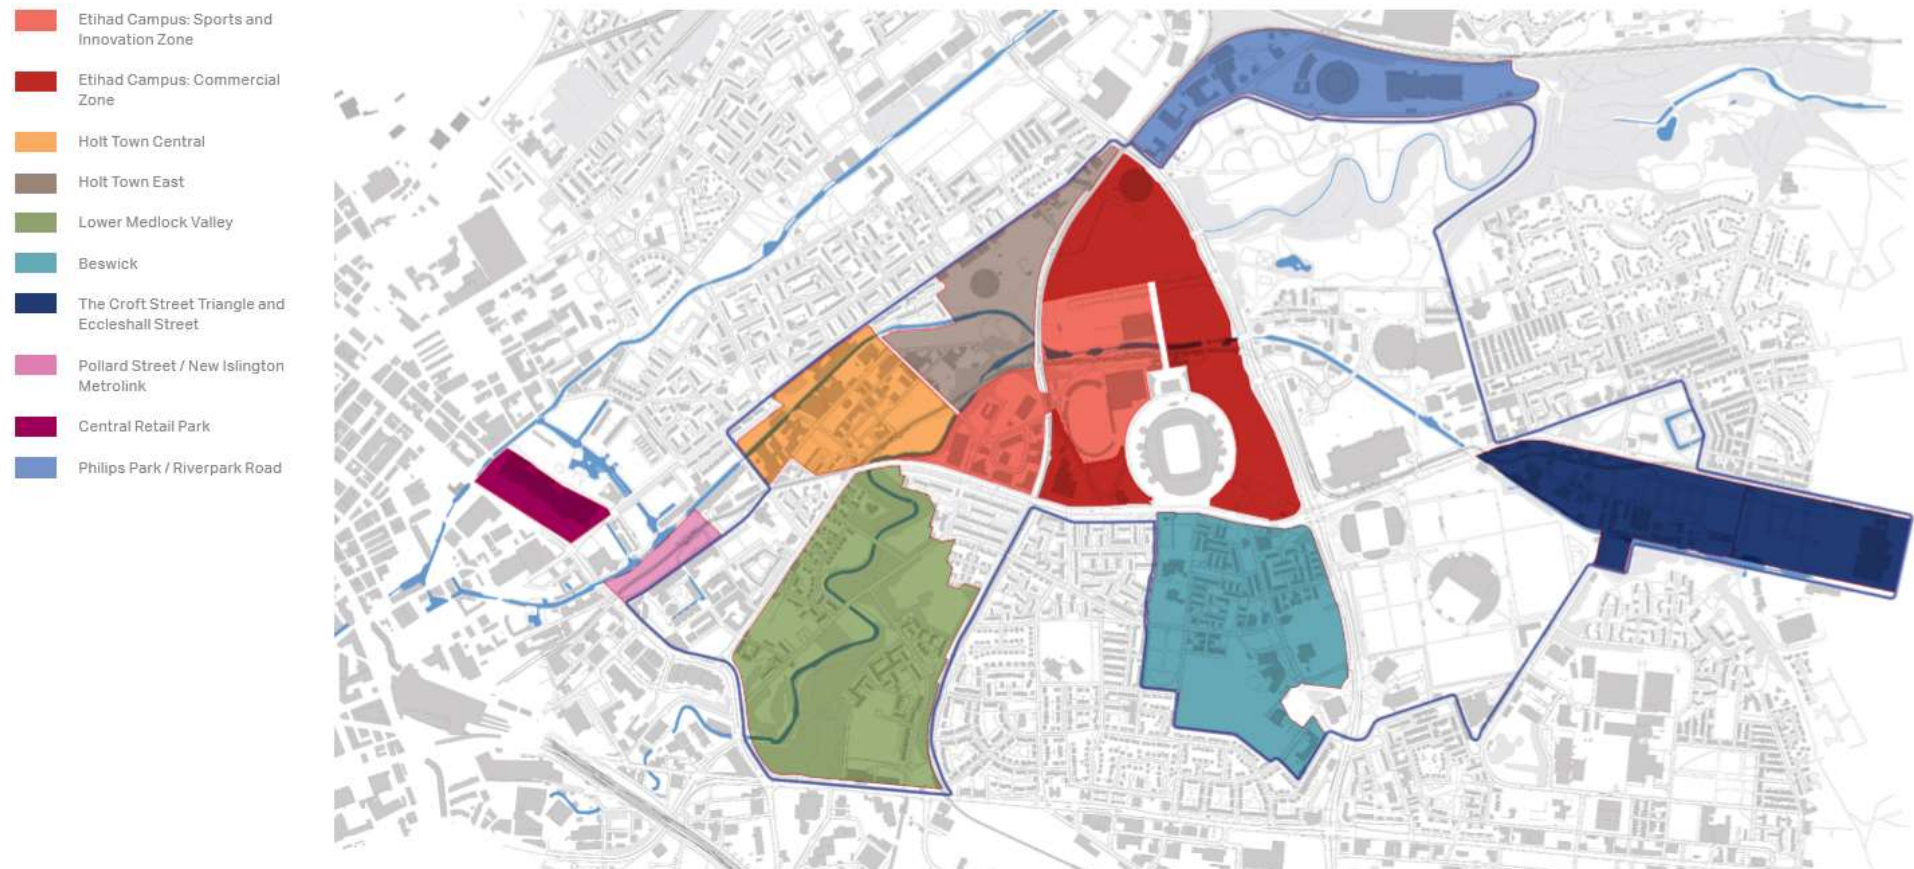 Etihad Campus: Sports and
Innovation Zone
Etihad Campus: Commercial
Zone
Holt Town Central
Holt Town East
Lower Medlock Valley
Beswick
The Croft Street Triangle and
Eccleshall Street
Pollard Street / New Islington
Metrolink
Central Retail Park
Philips Park / Riverpark Road